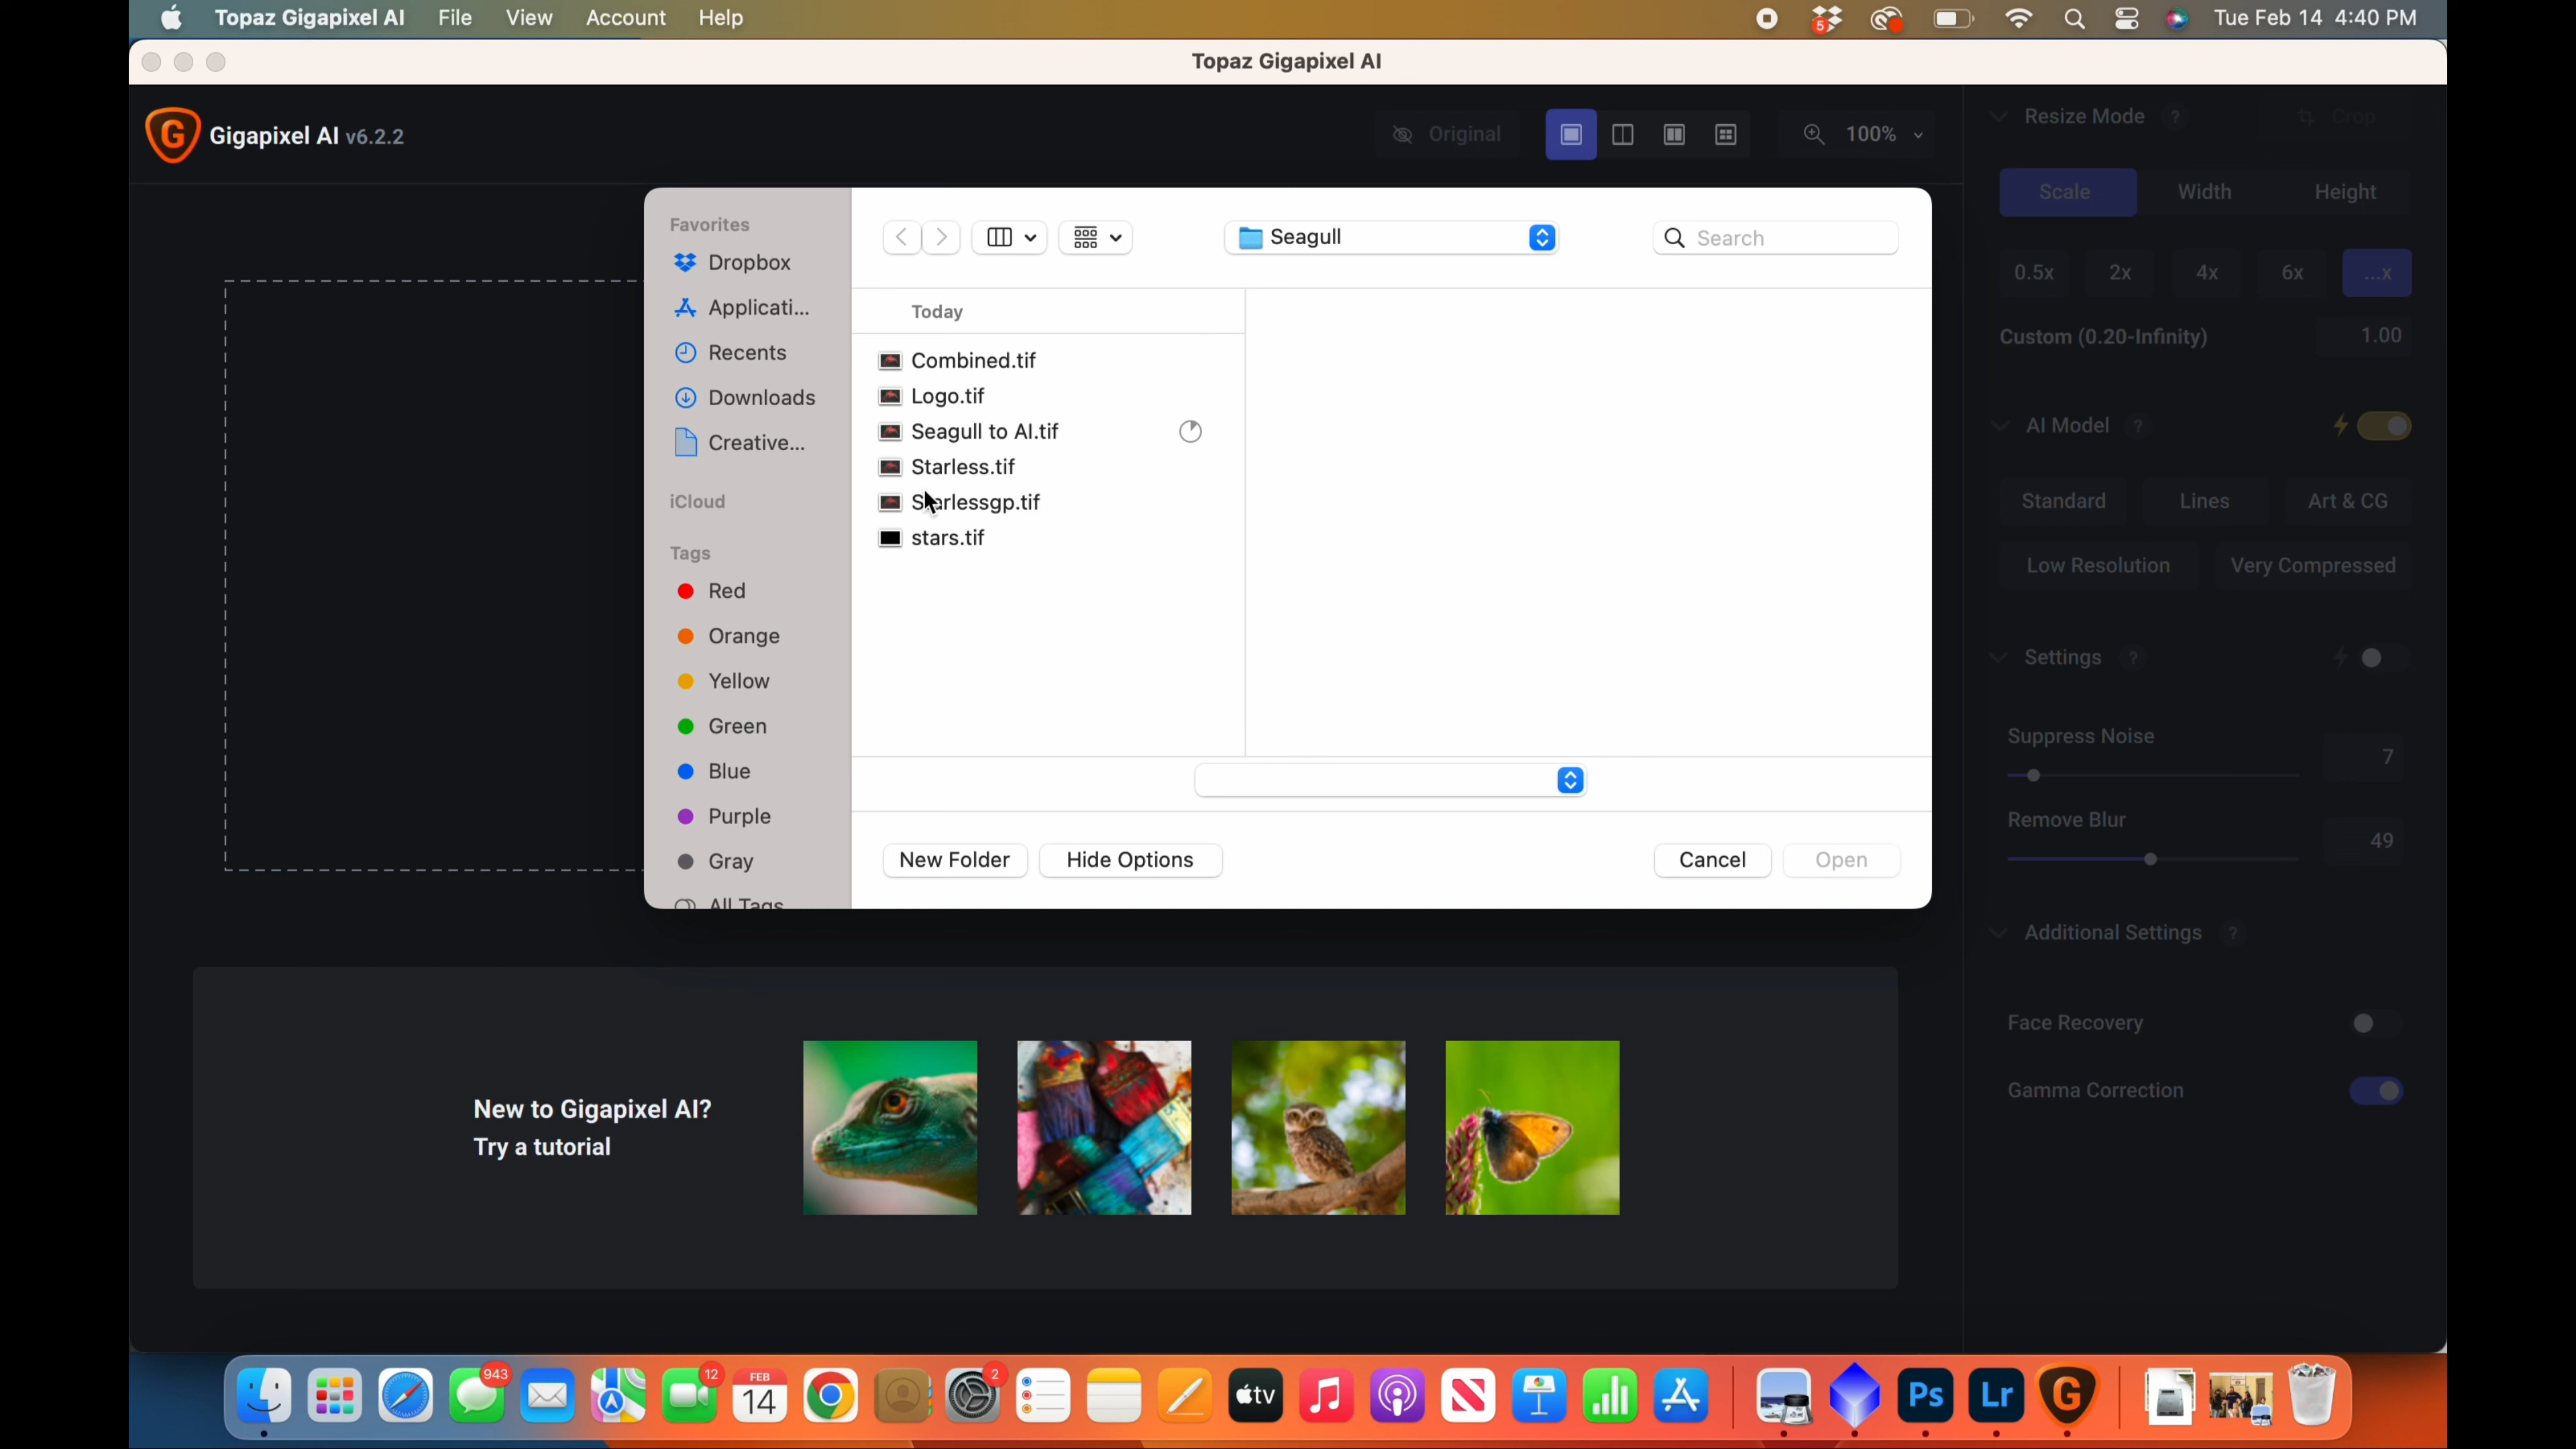 Topaz Gigapixel AI File View Account Help
5
Tue Feb 14 4:40 PM
Topaz Gigapixel AI
G Gigapixel AI v6.2.2
Original
100%
Resize Mode ? Crop
Scale Width Height
0.5x 2x 4x 6x ...x
Custom (0.20-Infinity) 1.00
AI Model ?
Standard Lines Art & CG
Low Resolution Very Compressed
Settings ?
Suppress Noise
7
Remove Blur
49
Additional Settings ?
Face Recovery
Gamma Correction
Favorites
Dropbox
Applicati...
Recents
Downloads
Creative...
iCloud
Tags
Red
Orange
Yellow
Green
Blue
Purple
Gray
All Tags
Seagull
Search
Today
Combined.tif
Logo.tif
Seagull to AI.tif
Starless.tif
Starlessgp.tif
stars.tif
New Folder Hide Options Cancel Open
New to Gigapixel AI?
Try a tutorial
943
12
FEB
14
2
tv
Ps
Lr
G